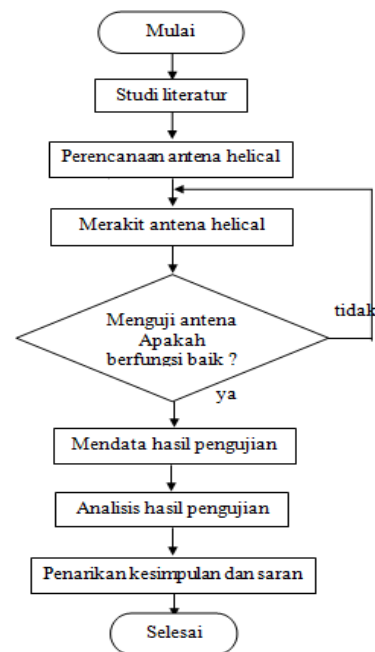 Mulai
Studi literatur
Perencanaan antena helical
Merakit antena helical
Menguji antena
Apakah
berfungsi baik ?
tidak
ya
Mendata hasil pengujian
Analisis hasil pengujian
Penarikan kesimpulan dan saran
Selesai